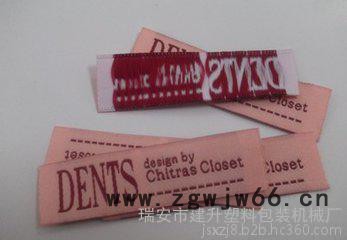 DENTS
DENTS
Closet
DENTS design by
Chitras Closet
www.zgwjw66.cn
瑞安市建升塑料包装机械厂
jsxzj8.b2b.hc360.com